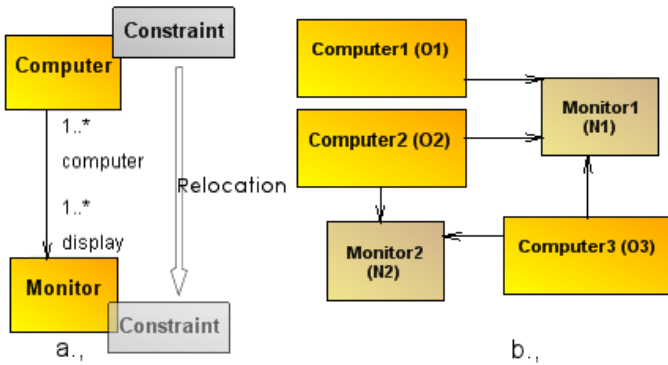 Constraint
Computer
1..*
computer
Relocation
1..*
display
Monitor
Constraint
a.,
Computer1 (O1)
Monitor1
(N1)
Computer2 (O2)
Monitor2
(N2)
Computer3 (O3)
b.,